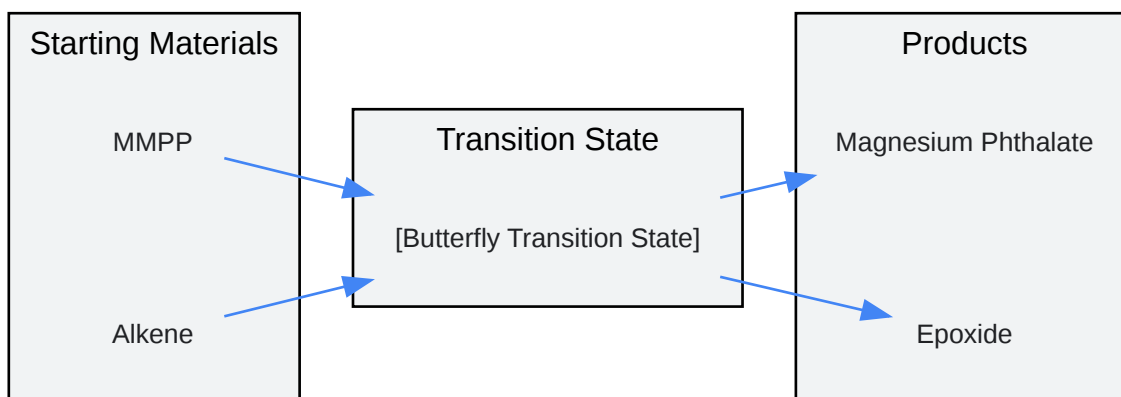 Starting Materials
MMPP
Alkene
Transition State
[Butterfly Transition State]
Products
Magnesium Phthalate
Epoxide